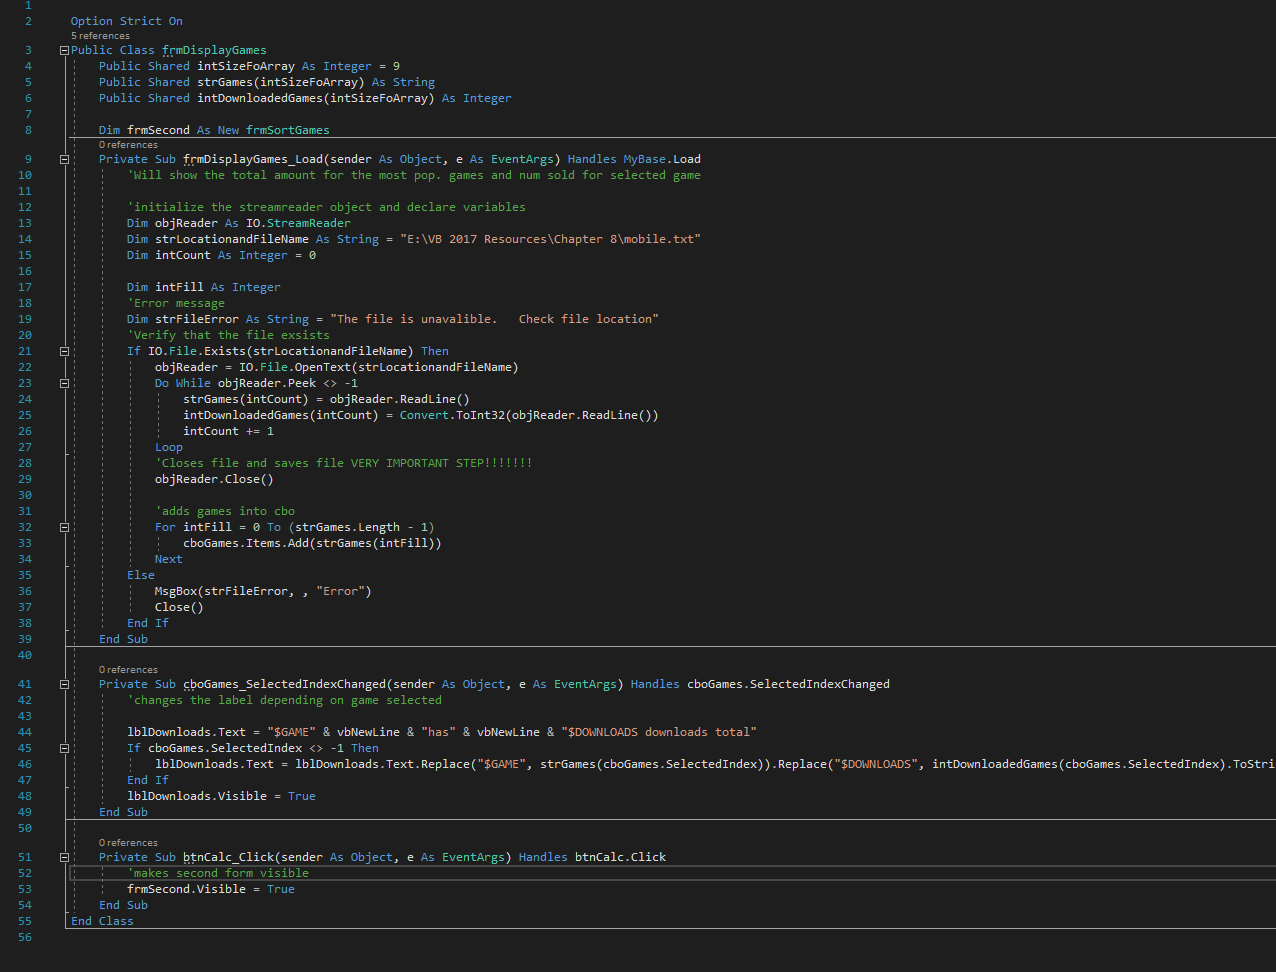 1
2 Option Strict On
5 references
3 Public Class frmDisplayGames
4 Public Shared intSizeFoArray As Integer = 9
5 Public Shared strGames(intSizeFoArray) As String
6 Public Shared intDownloadedGames(intSizeFoArray) As Integer
7
8 Dim frmSecond As New frmSortGames
0 references
9 Private Sub frmDisplayGames_Load(sender As Object, e As EventArgs) Handles MyBase.Load
10 'Will show the total amount for the most pop. games and num sold for selected game
11
12 'initialize the streamreader object and declare variables
13 Dim objReader As IO.StreamReader
14 Dim strLocationandFileName As String = "E:\VB 2017 Resources\Chapter 8\mobile.txt"
15 Dim intCount As Integer = 0
16
17 Dim intFill As Integer
18 'Error message
19 Dim strFileError As String = "The file is unavalible.   Check file location"
20 'Verify that the file exsists
21 If IO.File.Exists(strLocationandFileName) Then
22 objReader = IO.File.OpenText(strLocationandFileName)
23 Do While objReader.Peek <> -1
24 strGames(intCount) = objReader.ReadLine()
25 intDownloadedGames(intCount) = Convert.ToInt32(objReader.ReadLine())
26 intCount += 1
27 Loop
28 'Closes file and saves file VERY IMPORTANT STEP!!!!!!!
29 objReader.Close()
30
31 'adds games into cbo
32 For intFill = 0 To (strGames.Length - 1)
33 cboGames.Items.Add(strGames(intFill))
34 Next
35 Else
36 MsgBox(strFileError, , "Error")
37 Close()
38 End If
39 End Sub
40
0 references
41 Private Sub cboGames_SelectedIndexChanged(sender As Object, e As EventArgs) Handles cboGames.SelectedIndexChanged
42 'changes the label depending on game selected
43
44 lblDownloads.Text = "$GAME" & vbNewLine & "has" & vbNewLine & "$DOWNLOADS downloads total"
45 If cboGames.SelectedIndex <> -1 Then
46 lblDownloads.Text = lblDownloads.Text.Replace("$GAME", strGames(cboGames.SelectedIndex)).Replace("$DOWNLOADS", intDownloadedGames(cboGames.SelectedIndex).ToStri
47 End If
48 lblDownloads.Visible = True
49 End Sub
50
0 references
51 Private Sub btnCalc_Click(sender As Object, e As EventArgs) Handles btnCalc.Click
52 'makes second form visible
53 frmSecond.Visible = True
54 End Sub
55 End Class
56